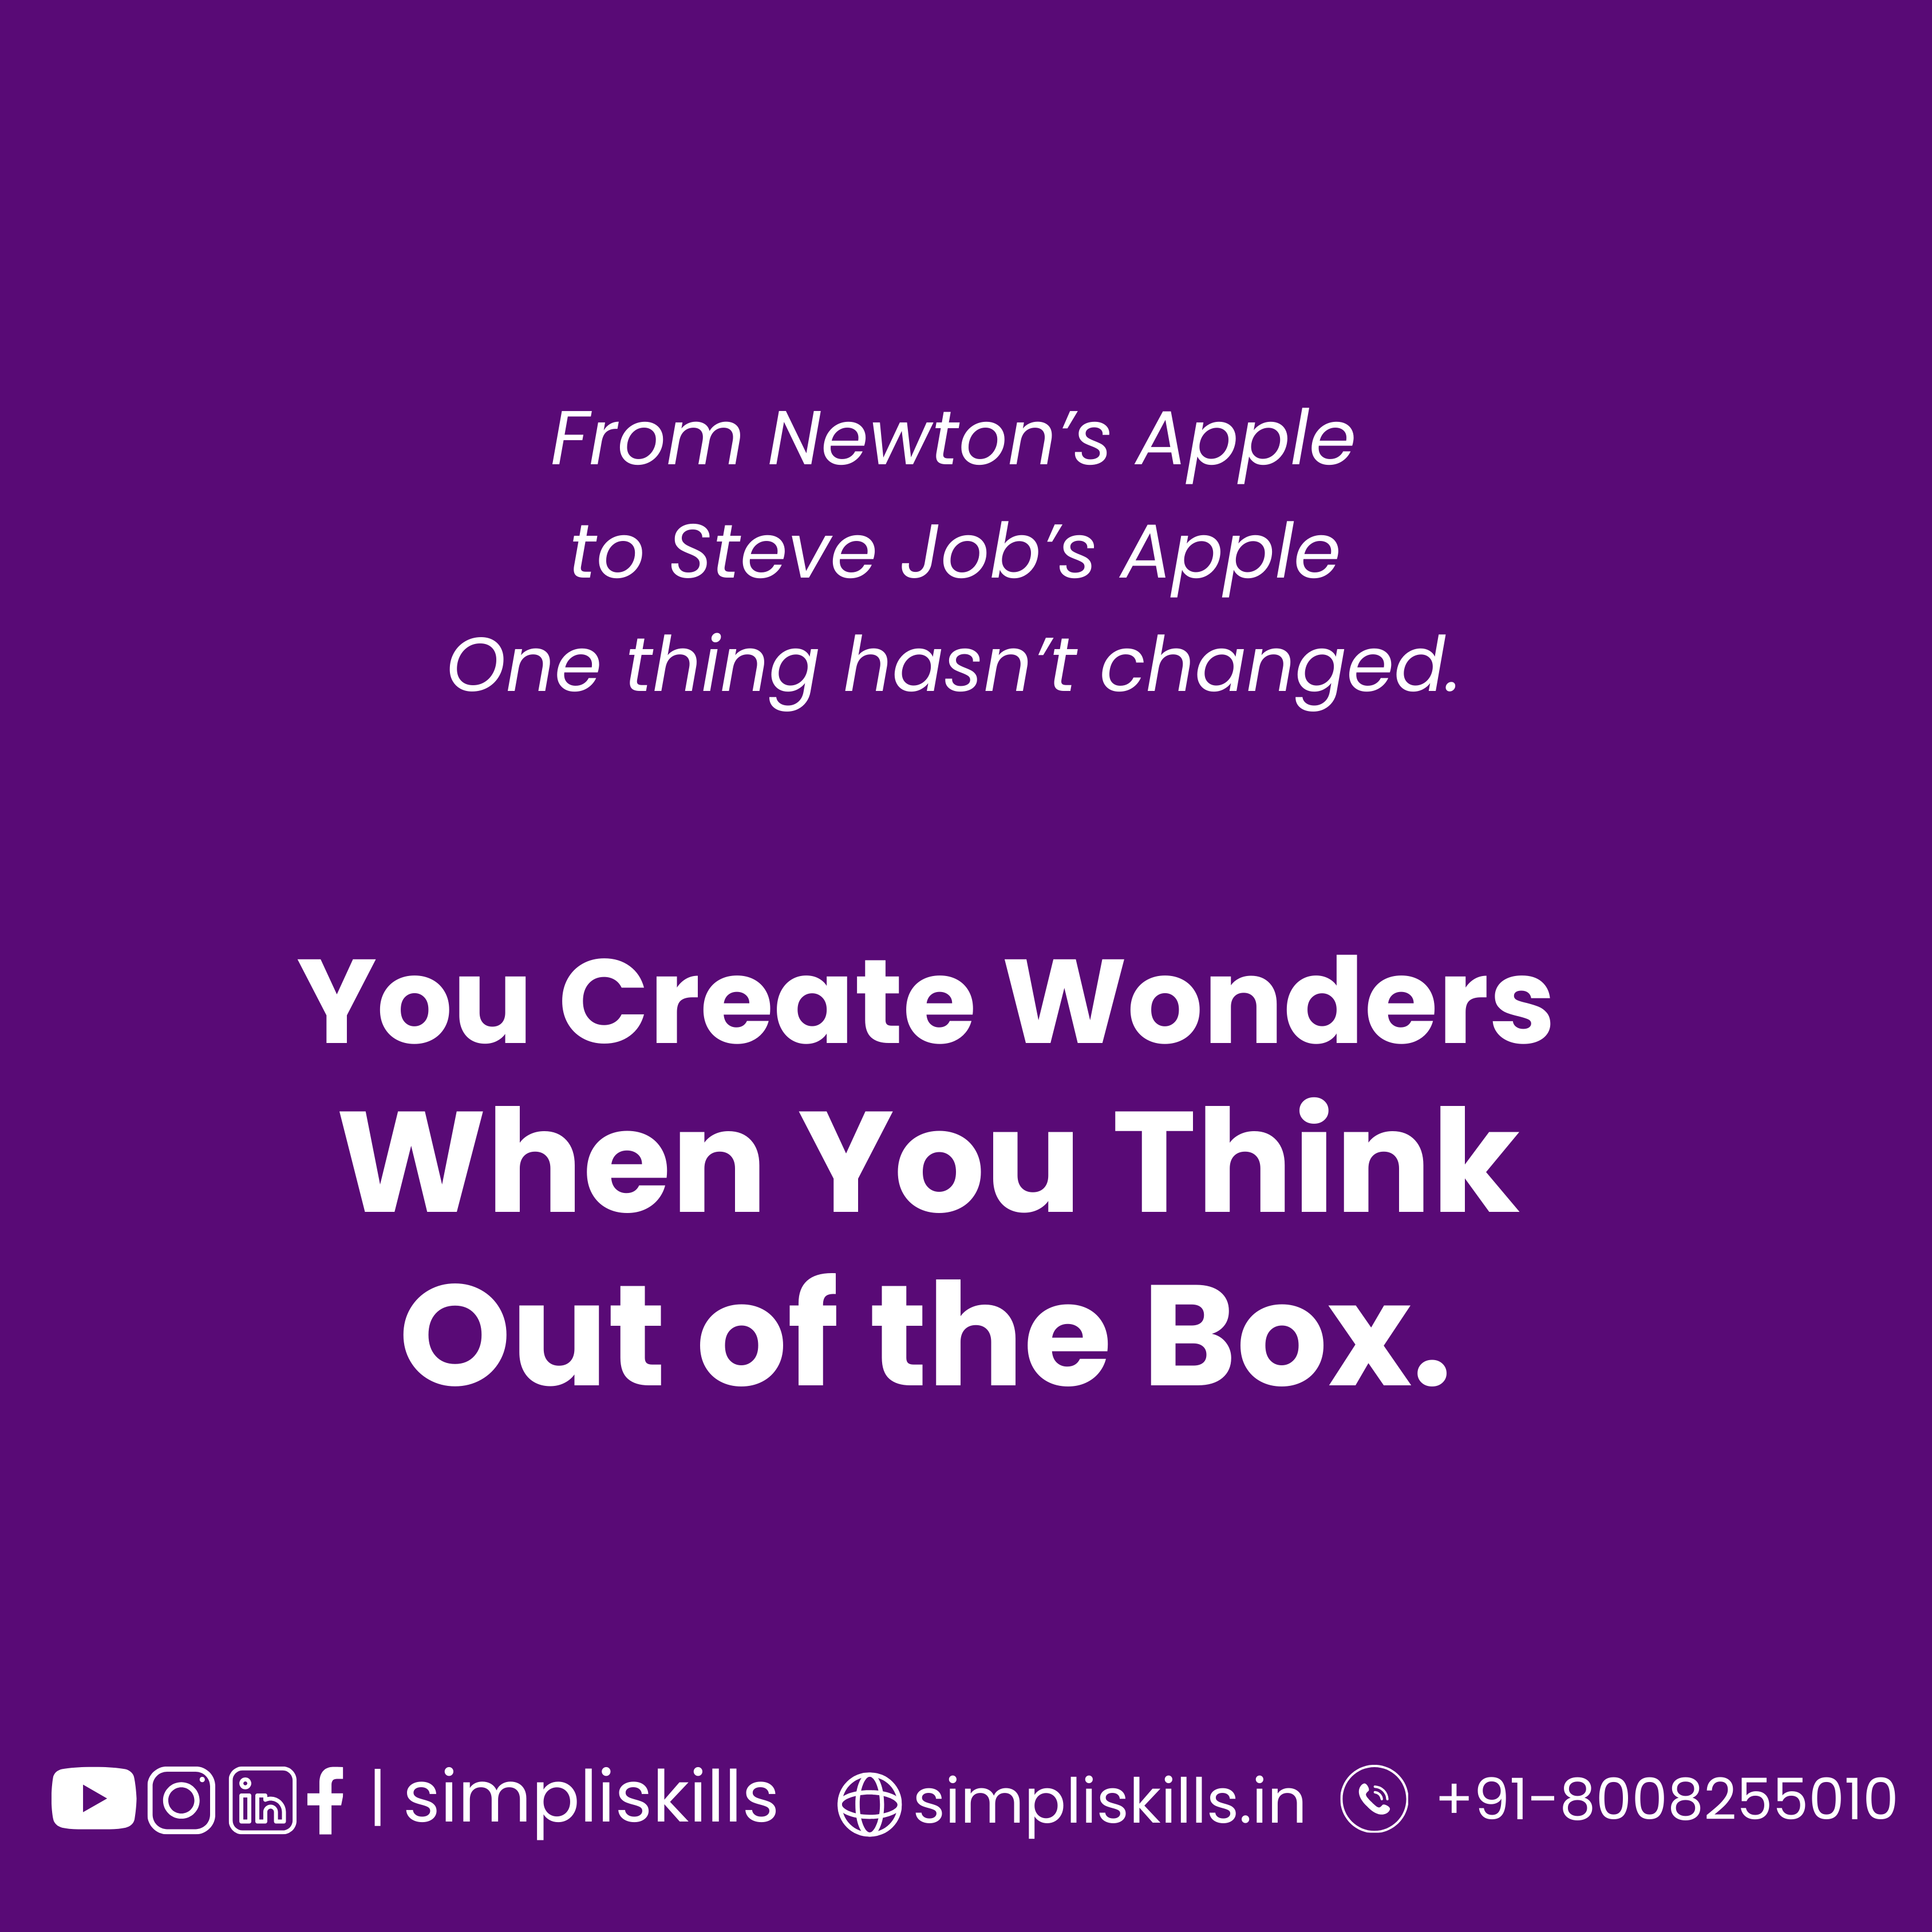 From Newton’s Apple
to Steve Job’s Apple
One thing hasn’t changed.
You Create Wonders
When You Think
Out of the Box.
| simpliskills simpliskills.in +91-8008255010